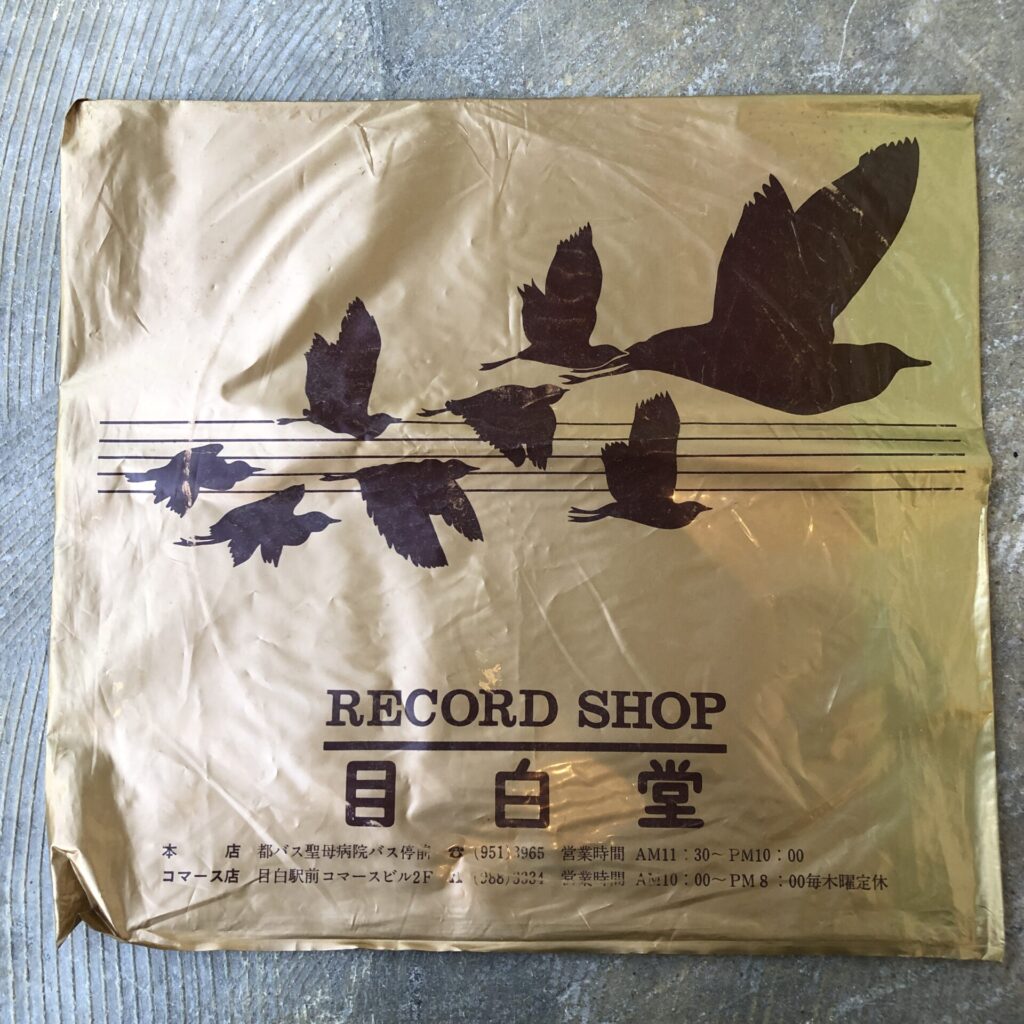 RECORD SHOP
目白堂
本 店 都バス聖母病院バス停前 ☎ (951)3965 営業時間 AM11:30~PM10:00
コマース店 目白駅前コマースビル2F ☎ 営業時間 AM10:00~PM8:00毎木曜定休